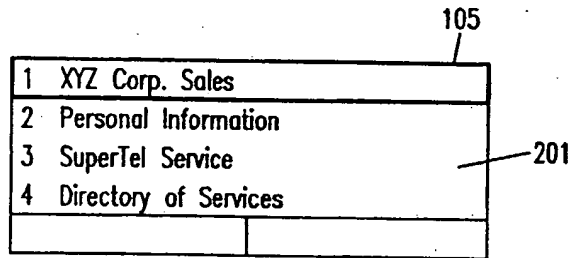 105
1 XYZ Corp. Sales
2 Personal Information
3 SuperTel Service
201
4 Directory of Services